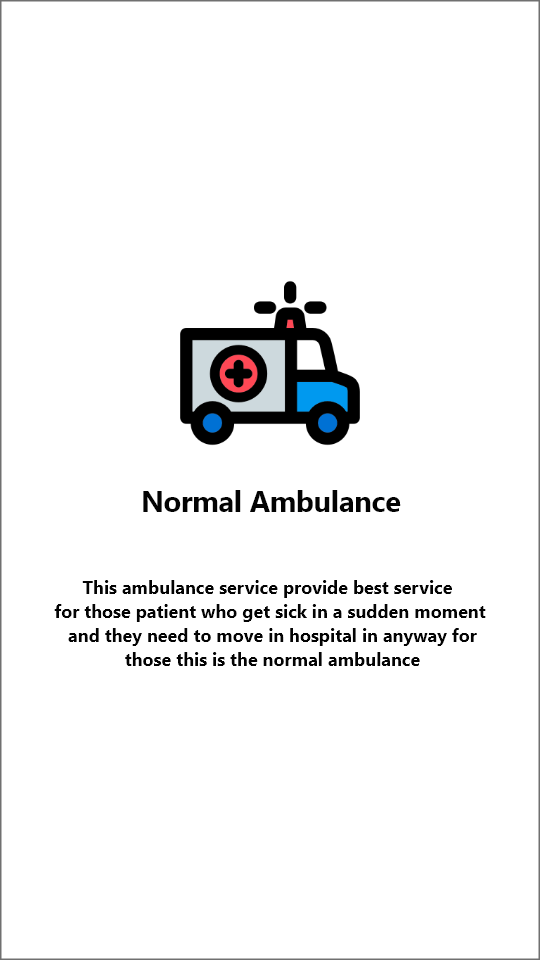 Normal Ambulance
This ambulance service provide best service
for those patient who get sick in a sudden moment
and they need to move in hospital in anyway for
those this is the normal ambulance